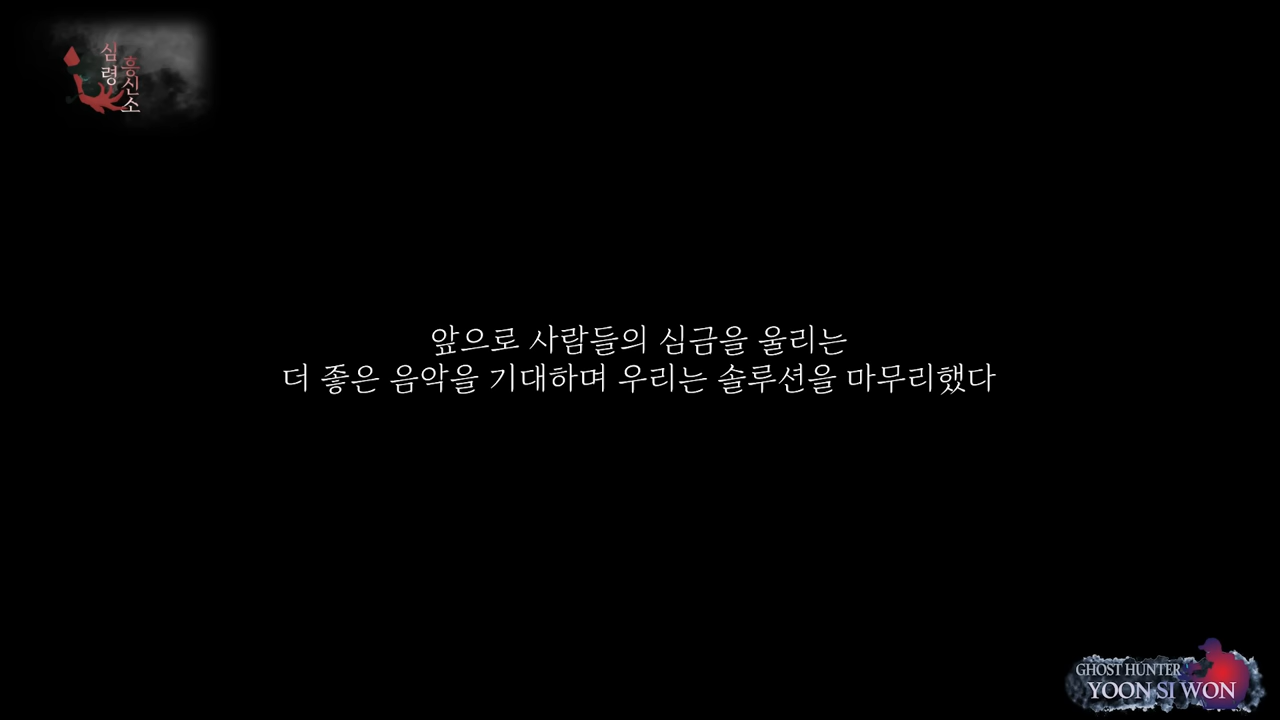 심령
흥신소
앞으로 사람들의 심금을 울리는
더 좋은 음악을 기대하며 우리는 솔루션을 마무리했다
GHOST HUNTER
YOON SI WON